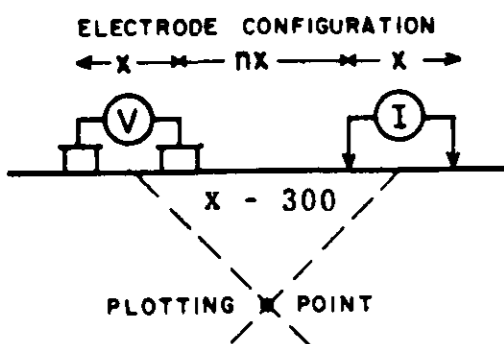 ELECTRODE CONFIGURATION
x nx x
V I
x - 300
PLOTTING POINT